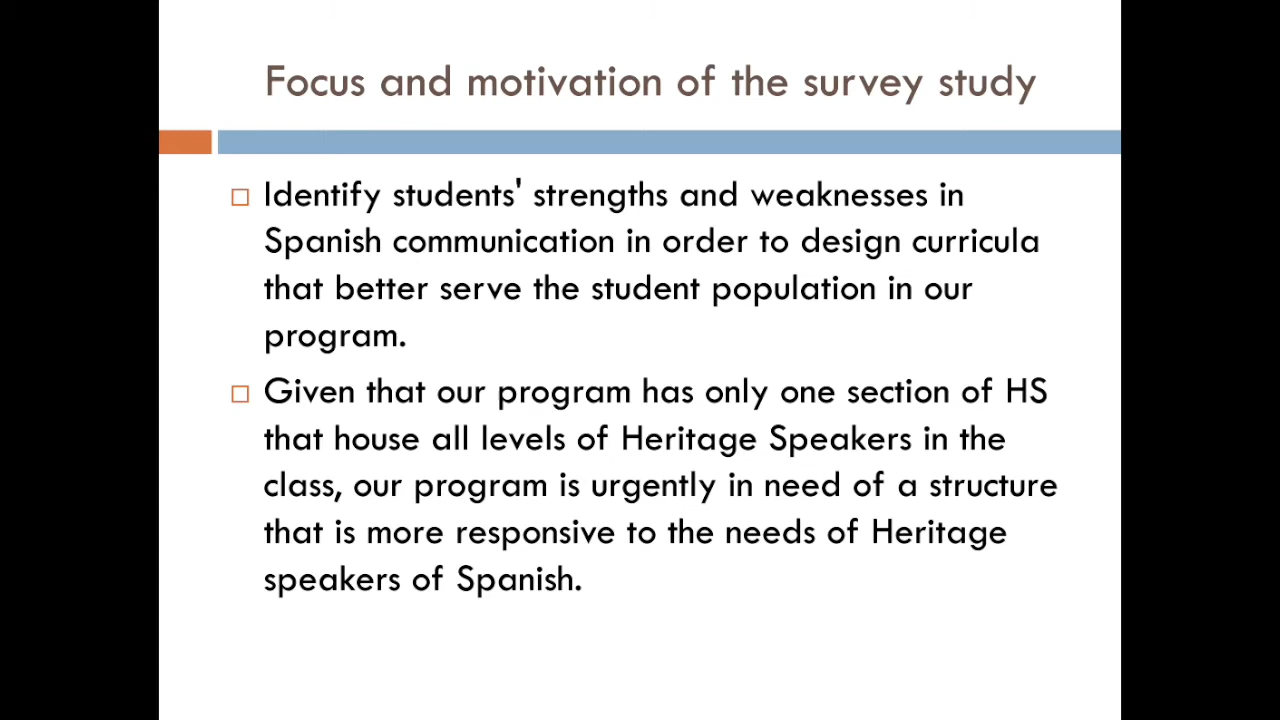 Focus and motivation of the survey study
Identify students' strengths and weaknesses in
Spanish communication in order to design curricula
that better serve the student population in our
program.
Given that our program has only one section of HS
that house all levels of Heritage Speakers in the
class, our program is urgently in need of a structure
that is more responsive to the needs of Heritage
speakers of Spanish.